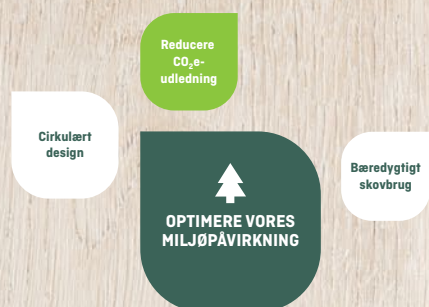 Reducere
CO₂e-
udledning
Cirkulært
design
Bæredygtigt
skovbrug
OPTIMERE VORES
MILJØPÅVIRKNING